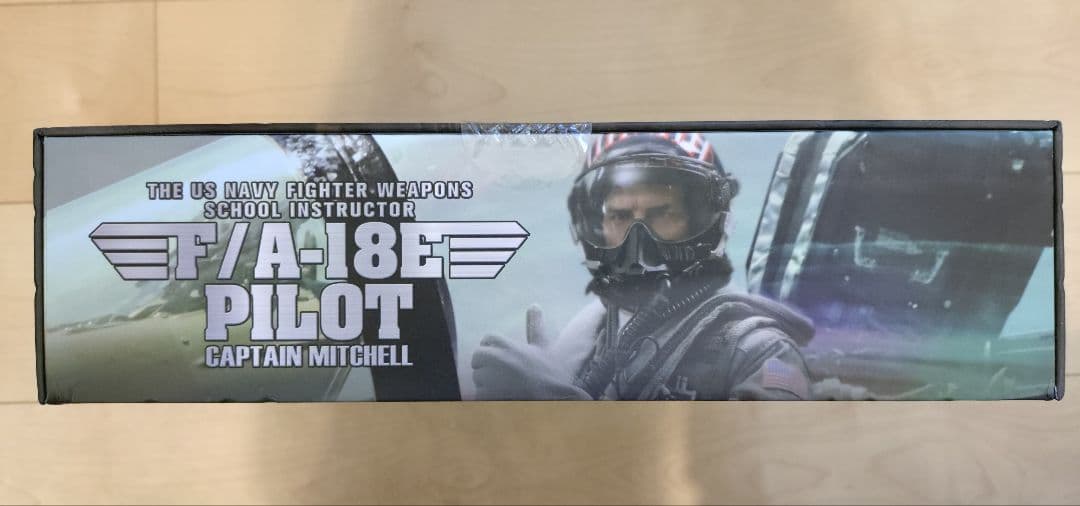 THE US NAVY FIGHTER WEAPONS
SCHOOL INSTRUCTOR
F/A-18E
PILOT
CAPTAIN MITCHELL